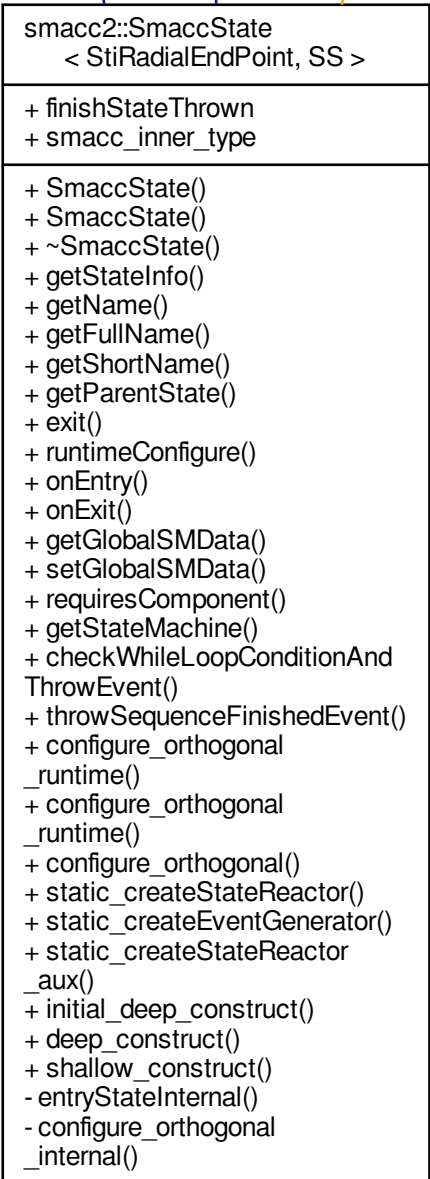 smacc2::SmaccState
< StiRadialEndPoint, SS >
+ finishStateThrown
+ smacc_inner_type
+ SmaccState()
+ SmaccState()
+ ~SmaccState()
+ getStateInfo()
+ getName()
+ getFullName()
+ getShortName()
+ getParentState()
+ exit()
+ runtimeConfigure()
+ onEntry()
+ onExit()
+ getGlobalSMData()
+ setGlobalSMData()
+ requiresComponent()
+ getStateMachine()
+ checkWhileLoopConditionAnd
ThrowEvent()
+ throwSequenceFinishedEvent()
+ configure_orthogonal
_runtime()
+ configure_orthogonal
_runtime()
+ configure_orthogonal()
+ static_createStateReactor()
+ static_createEventGenerator()
+ static_createStateReactor
_aux()
+ initial_deep_construct()
+ deep_construct()
+ shallow_construct()
- entryStateInternal()
- configure_orthogonal
_internal()